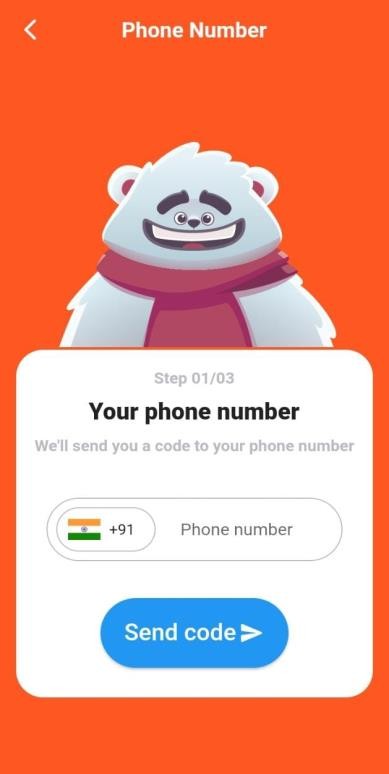 Phone Number
Step 01/03
Your phone number
We'll send you a code to your phone number
+91 Phone number
Send code